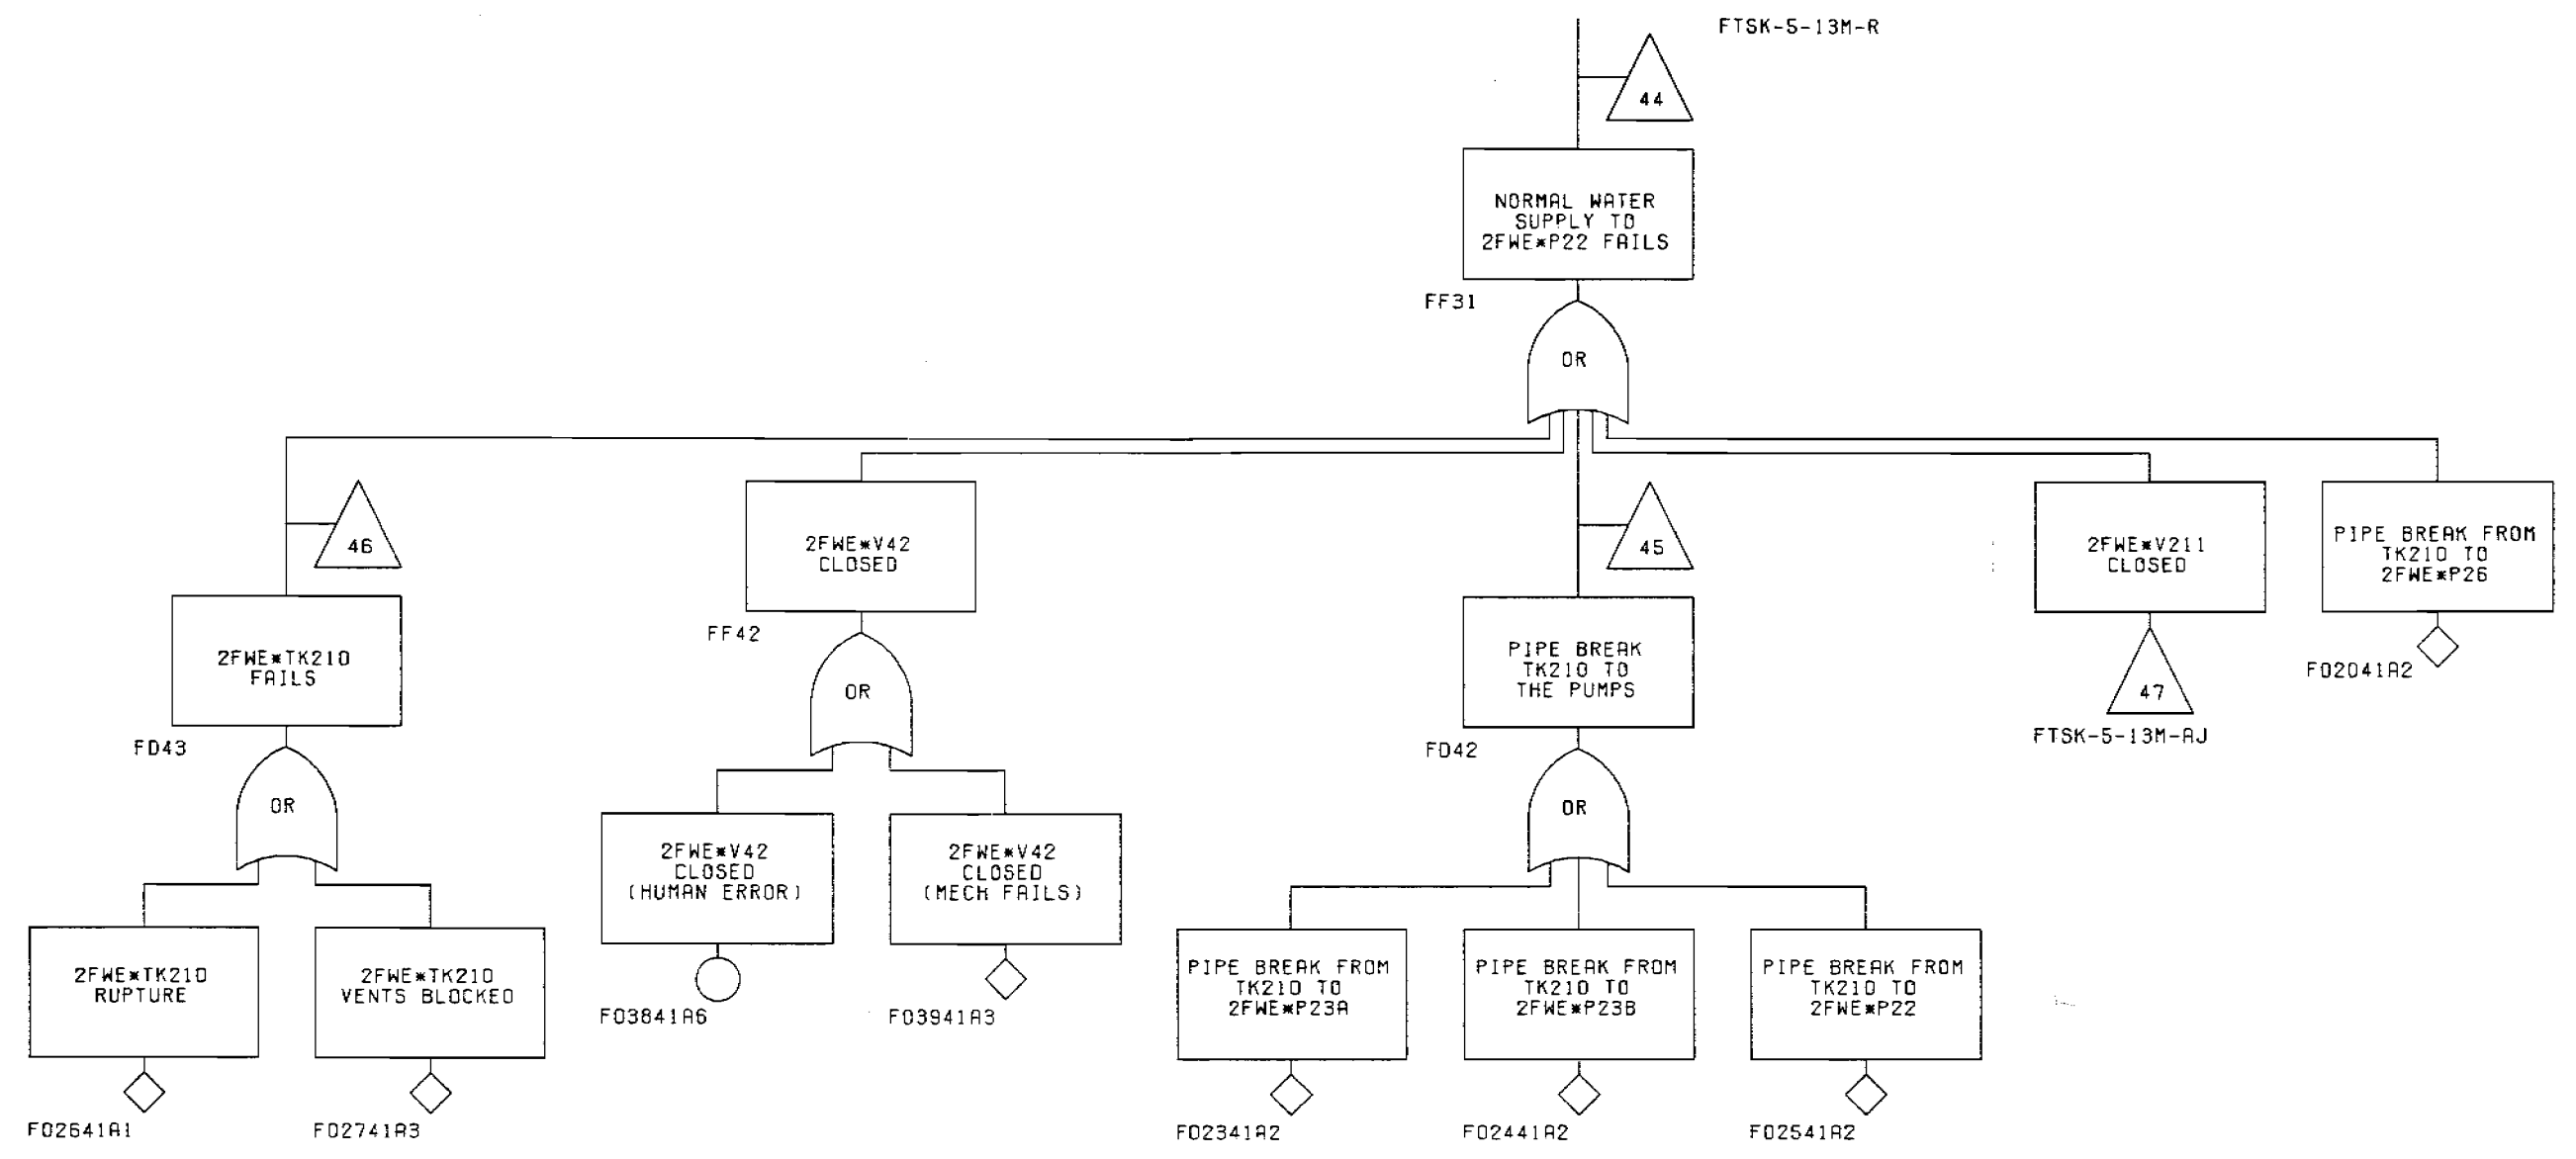 FTSK-5-13M-R
44
NORMAL WATER
SUPPLY TO
2FWE*P22 FAILS
FF31
OR
46
2FWE*V42
CLOSED
45
2FWE*V211
CLOSED
PIPE BREAK FROM
TK210 TO
2FWE*P26
2FWE*TK210
FAILS
FF42
OR
PIPE BREAK
TK210 TO
THE PUMPS
47
F02041A2
FTSK-5-13M-AJ
FD43
OR
FD42
OR
2FWE*V42
CLOSED
(HUMAN ERROR)
2FWE*V42
CLOSED
(MECH FAILS)
2FWE*TK210
RUPTURE
2FWE*TK210
VENTS BLOCKED
F03841A6
F03941A3
PIPE BREAK FROM
TK210 TO
2FWE*P23A
PIPE BREAK FROM
TK210 TO
2FWE*P23B
PIPE BREAK FROM
TK210 TO
2FWE*P22
F02641A1
F02741A3
F02341A2
F02441A2
F02541A2